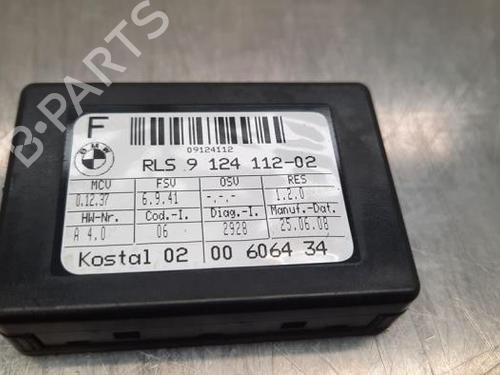 F
09124112
BMW
RLS 9 124 112-02
MCV FSV OSV RES
0.12.37 6.9.41 -.-.- 1.2.0
HW-Nr. Cod.-I. Diag.-I. Manuf.-Dat.
A 4.0 06 2928 25.06.08
Kostal 02 00 6064 34
B-PARTS